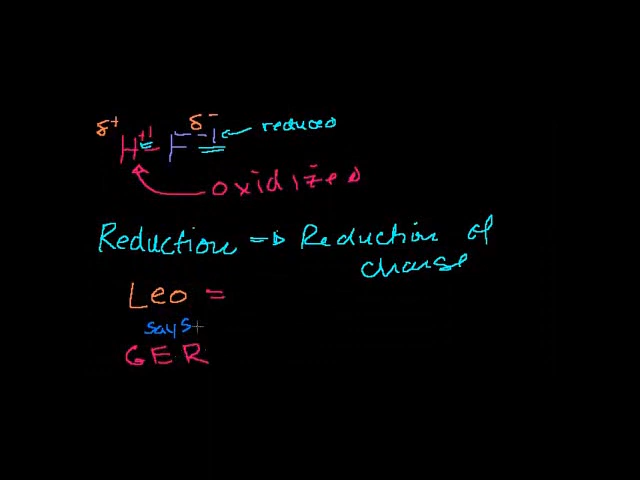 δ+ H+1 – F-1 δ- ← reduced
oxidized
Reduction => Reduction of
charge
Leo =
says
GER